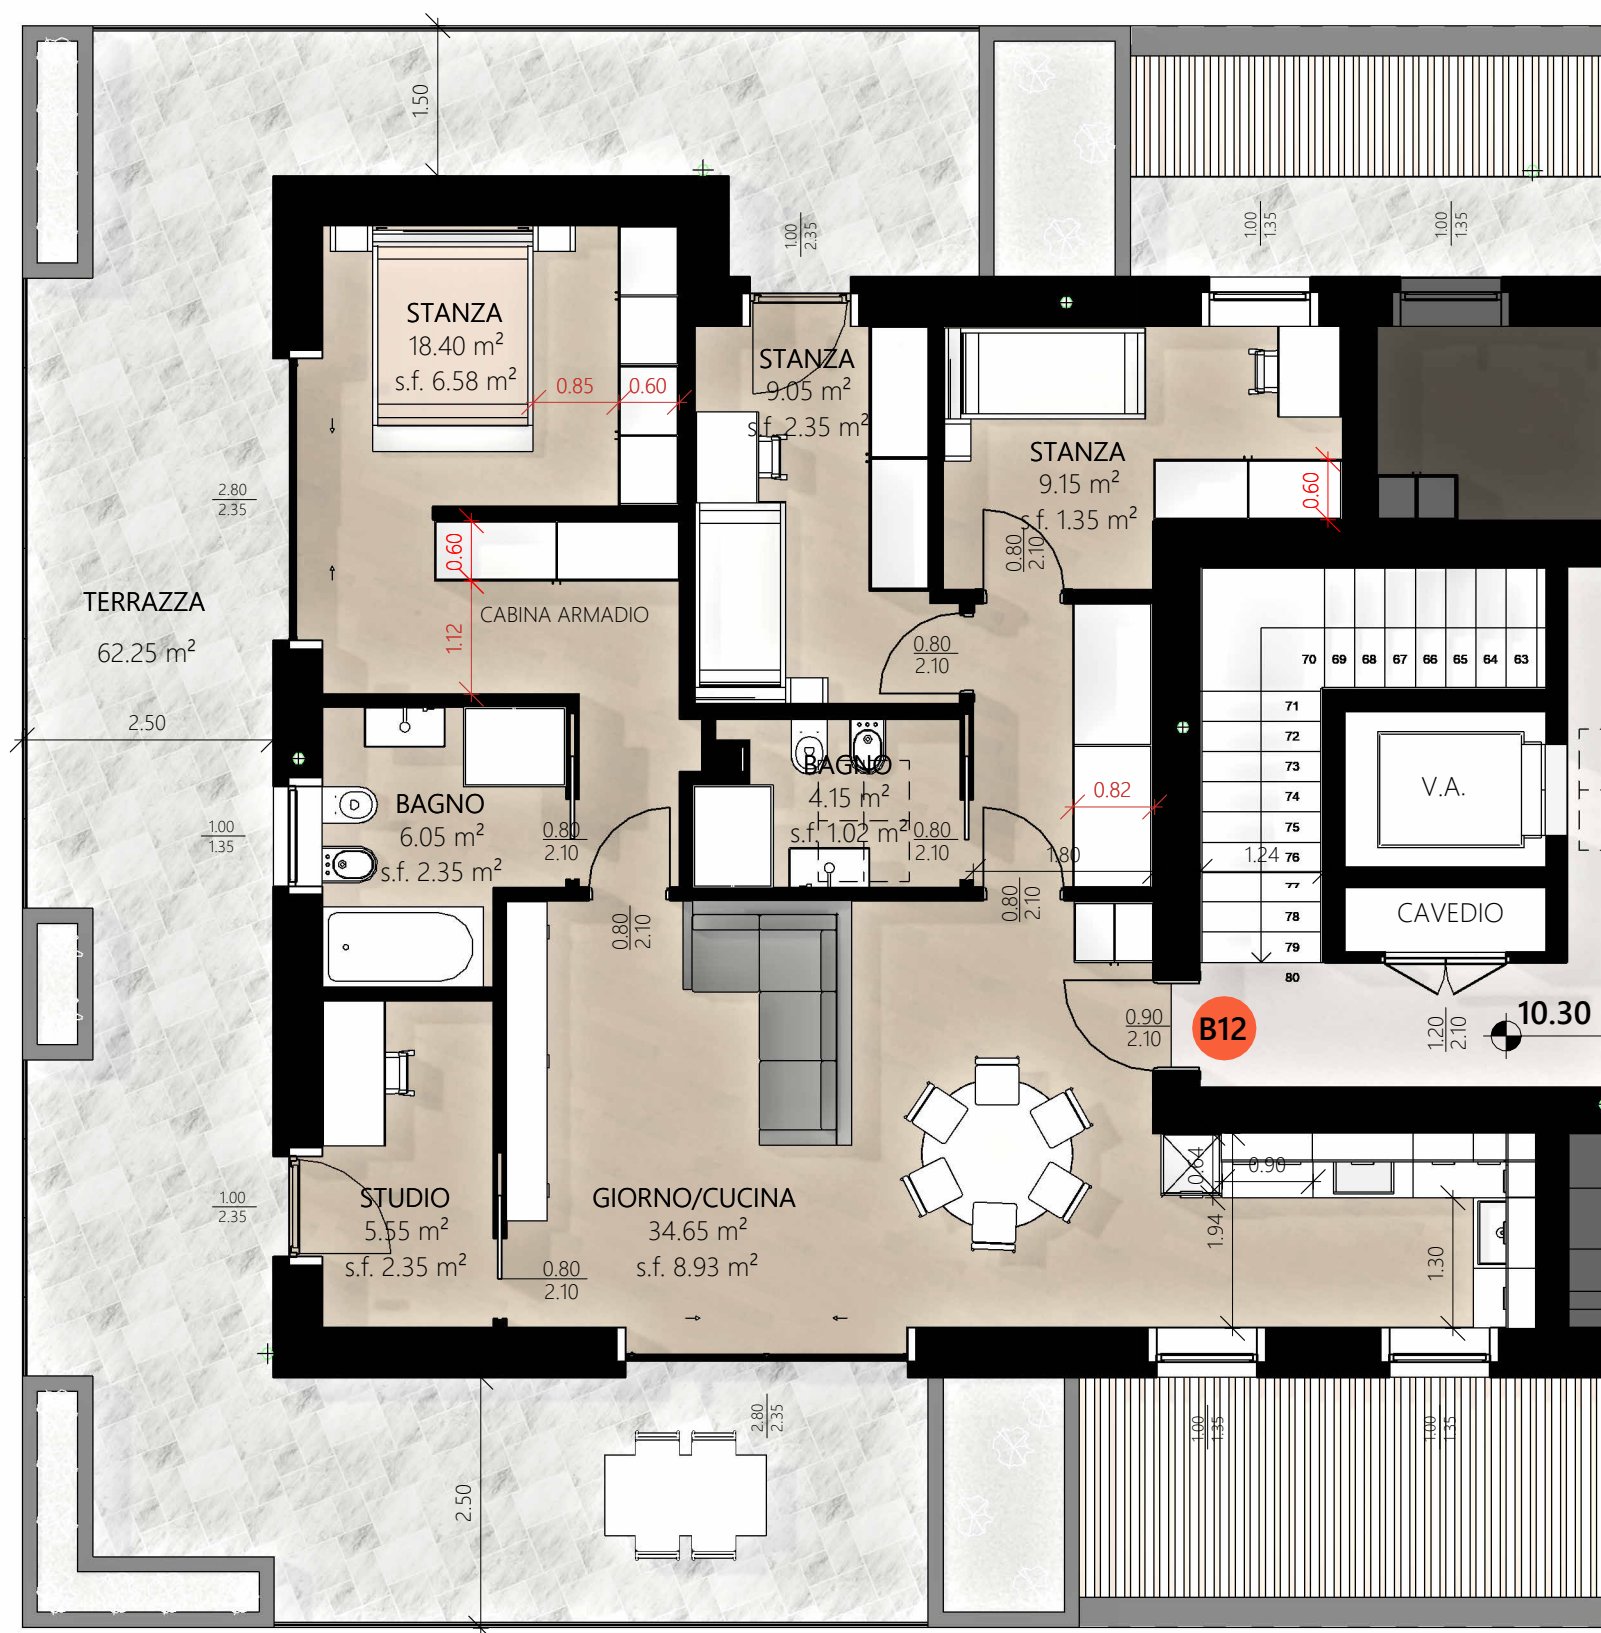 1.50
1.00
2.35
1.00
1.35
1.00
1.35
STANZA
18.40 m²
s.f. 6.58 m²
0.85
0.60
STANZA
9.05 m²
s.f. 2.35 m²
STANZA
9.15 m²
s.f. 1.35 m²
0.60
2.80
2.35
0.60
CABINA ARMADIO
1.12
0.80
2.10
0.80
2.10
TERRAZZA
62.25 m²
2.50
70 69 68 67 66 65 64 63
71
72
73
74
75
76
77
78
79
80
V.A.
CAVEDIO
1.24
BAGNO
6.05 m²
s.f. 2.35 m²
1.00
1.35
0.80
2.10
BAGNO
4.15 m²
s.f. 1.02 m²
0.80
2.10
0.82
1.80
0.80
2.10
0.80
2.10
0.90
2.10
B12
1.20
2.10
10.30
STUDIO
5.55 m²
s.f. 2.35 m²
1.00
2.35
0.80
2.10
GIORNO/CUCINA
34.65 m²
s.f. 8.93 m²
0.64
0.90
1.94
1.30
2.80
2.35
1.00
1.35
1.00
1.35
2.50